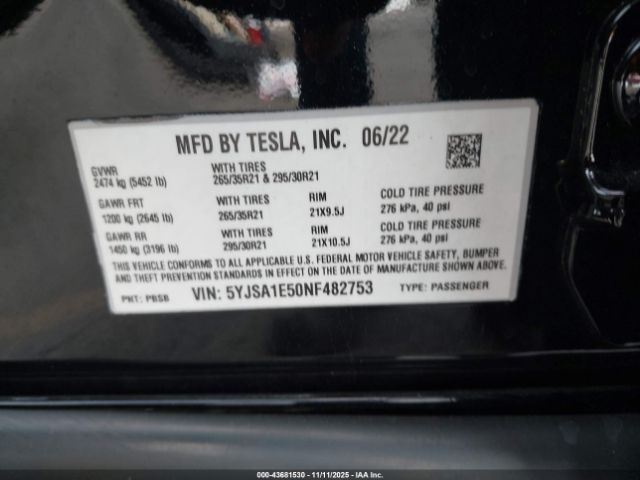 MFD BY TESLA, INC. 06/22
GVWR
2474 kg (5452 lb)
WITH TIRES
265/35R21 & 295/30R21
GAWR FRT
1200 kg (2645 lb)
WITH TIRES
265/35R21
RIM
21X9.5J
COLD TIRE PRESSURE
276 kPa, 40 psi
GAWR RR
1450 kg (3196 lb)
WITH TIRES
295/30R21
RIM
21X10.5J
COLD TIRE PRESSURE
276 kPa, 40 psi
THIS VEHICLE CONFORMS TO ALL APPLICABLE U.S. FEDERAL MOTOR VEHICLE SAFETY, BUMPER
AND THEFT PREVENTION STANDARDS IN EFFECT ON THE DATE OF MANUFACTURE SHOWN ABOVE.
PNT: PBSB VIN: 5YJSA1E50NF482753 TYPE: PASSENGER
000-43681530 - 11/11/2025 - IAA Inc.